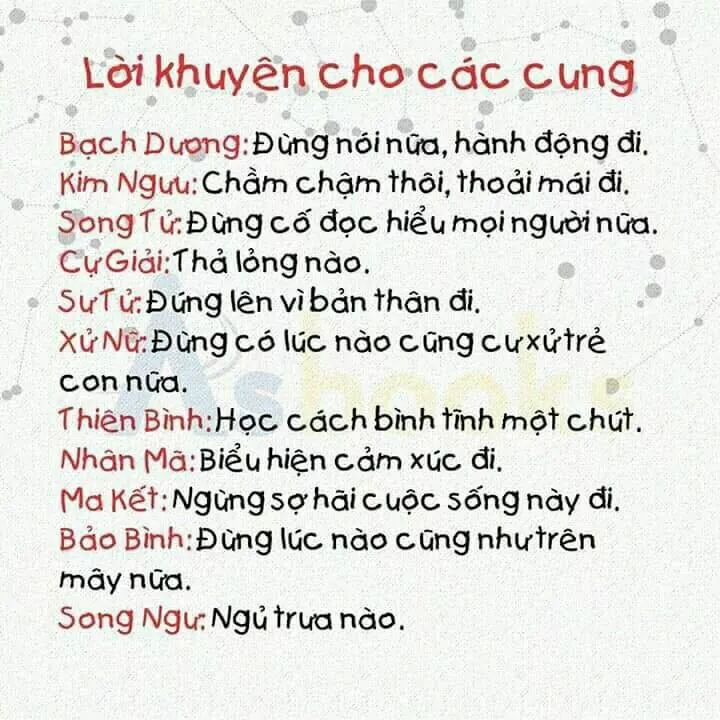 Lời khuyên cho các cung
Bạch Dương: Đừng nói nữa, hành động đi.
Kim Ngưu: Chầm chậm thôi, thoải mái đi.
Song Tử: Đừng cố đọc hiểu mọi người nữa.
Cự Giải: Thả lỏng nào.
Sư Tử: Đứng lên vì bản thân đi.
Xử Nữ: Đừng có lúc nào cũng cư xử trẻ
con nữa.
Thiên Bình: Học cách bình tĩnh một chút.
Nhân Mã: Biểu hiện cảm xúc đi.
Ma Kết: Ngừng sợ hãi cuộc sống này đi.
Bảo Bình: Đừng lúc nào cũng như trên
mây nữa.
Song Ngư: Ngủ trưa nào.